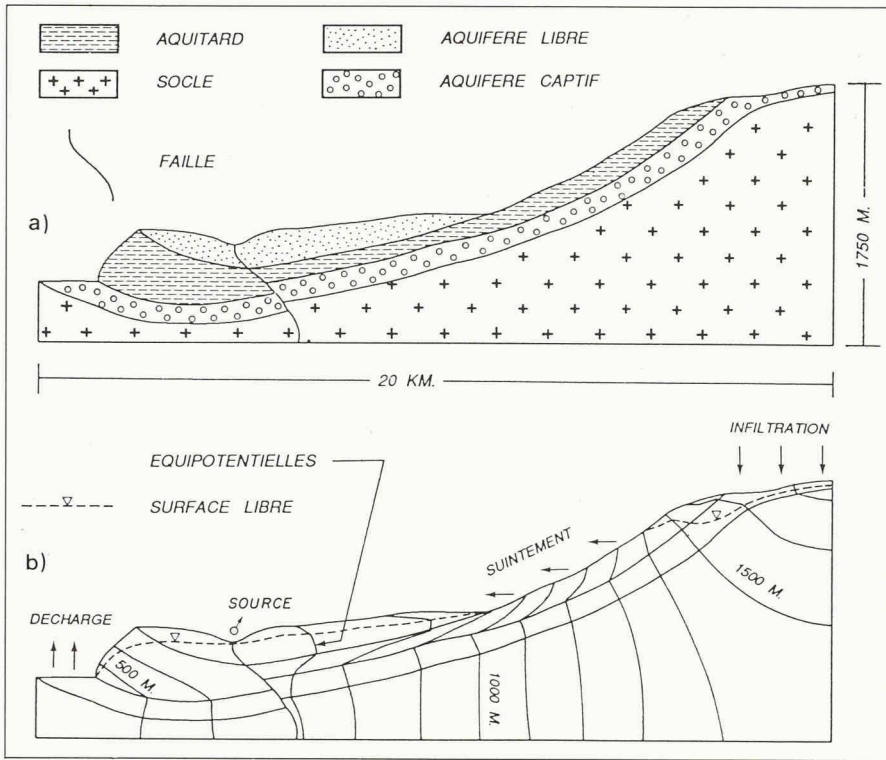 AQUITARD
AQUIFERE LIBRE
SOCLE
AQUIFERE CAPTIF
FAILLE
a)
1750 M.
20 KM.
INFILTRATION
EQUIPOTENTIELLES
SURFACE LIBRE
b)
SUINTEMENT
SOURCE
DECHARGE
1500 M.
500 M.
1000 M.